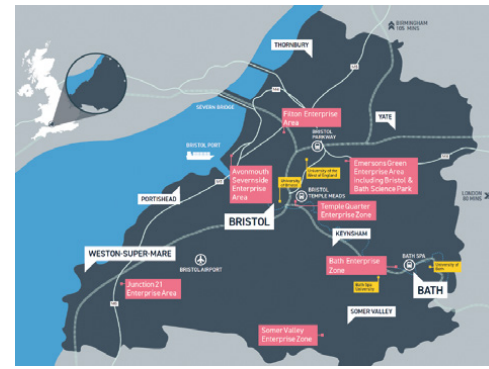 BIRMINGHAM
105 MINS
THORNBURY
SEVERN BRIDGE
Filton Enterprise
Area
YATE
BRISTOL PORT
BRISTOL
PARKWAY
Avonmouth
Severnside
Enterprise
Area
University of the
West of England
Emersons Green
Enterprise Area
including Bristol &
Bath Science Park
PORTISHEAD
University
of Bristol
BRISTOL
TEMPLE MEADS
LONDON
BRISTOL
Temple Quarter
Enterprise Zone
KEYNSHAM
WESTON-SUPER-MARE
BRISTOL AIRPORT
Bath Enterprise
Zone
BATH SPA
University of
Bath
Junction 21
Enterprise Area
Bath Spa
University
BATH
SOMER VALLEY
Somer Valley
Enterprise Zone